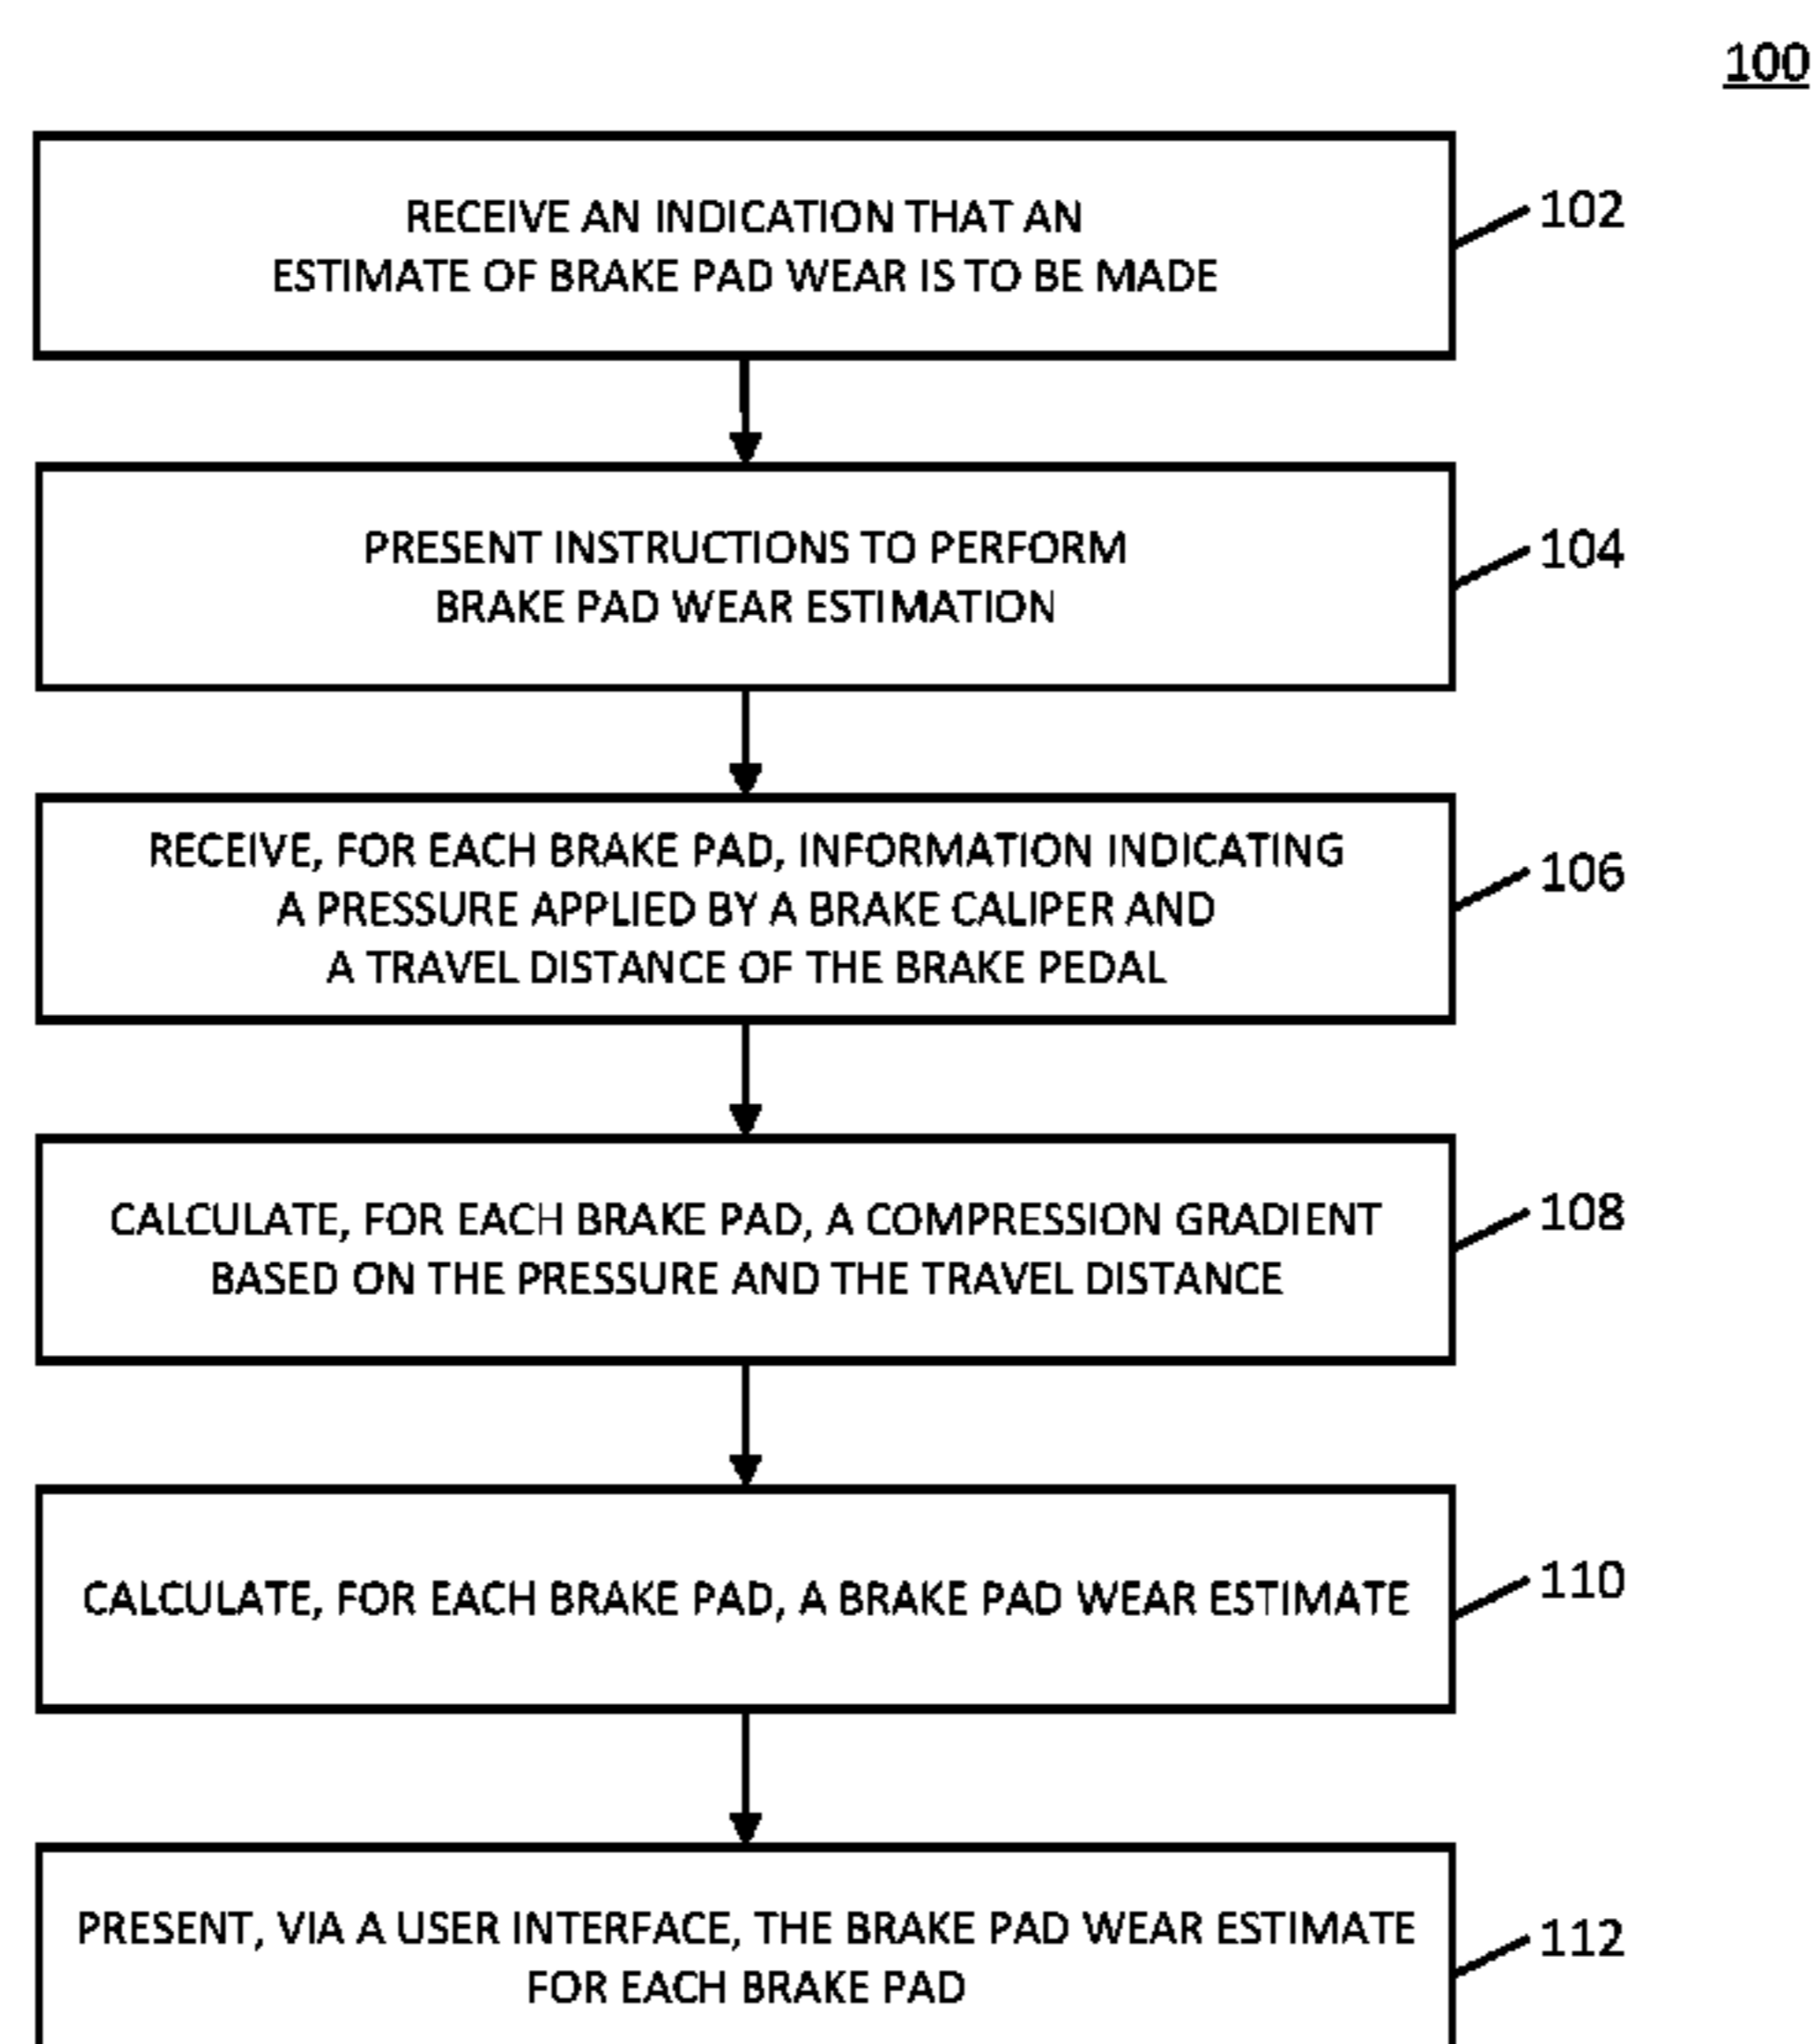 100
RECEIVE AN INDICATION THAT AN
ESTIMATE OF BRAKE PAD WEAR IS TO BE MADE
102
PRESENT INSTRUCTIONS TO PERFORM
BRAKE PAD WEAR ESTIMATION
104
RECEIVE, FOR EACH BRAKE PAD, INFORMATION INDICATING
A PRESSURE APPLIED BY A BRAKE CALIPER AND
A TRAVEL DISTANCE OF THE BRAKE PEDAL
106
CALCULATE, FOR EACH BRAKE PAD, A COMPRESSION GRADIENT
BASED ON THE PRESSURE AND THE TRAVEL DISTANCE
108
CALCULATE, FOR EACH BRAKE PAD, A BRAKE PAD WEAR ESTIMATE
110
PRESENT, VIA A USER INTERFACE, THE BRAKE PAD WEAR ESTIMATE
FOR EACH BRAKE PAD
112